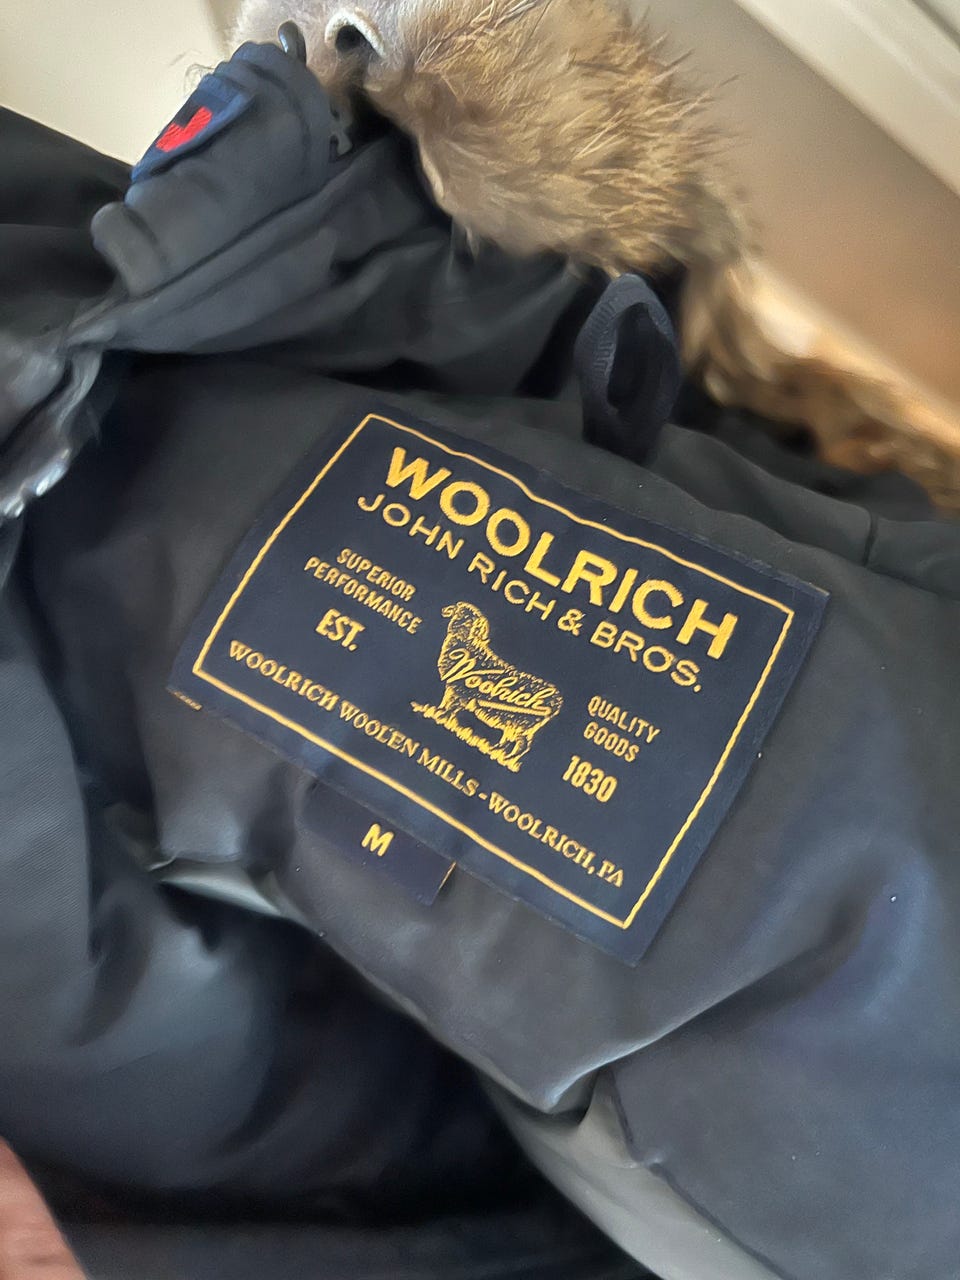 WOOLRICH
JOHN RICH & BROS.
SUPERIOR
PERFORMANCE
EST.
Woolrich
QUALITY
GOODS
1830
WOOLRICH WOOLEN MILLS - WOOLRICH, PA
M